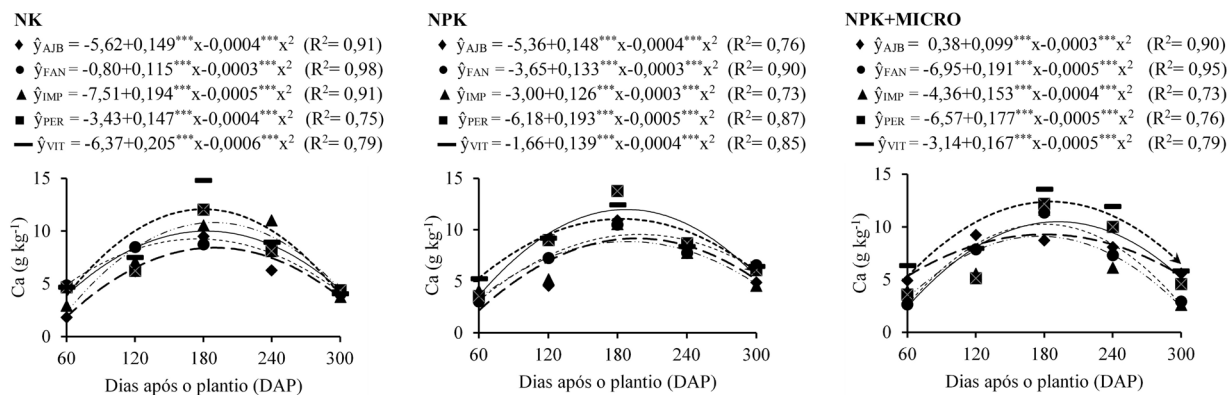 NK
ŷAJB = -5,62+0,149***x-0,0004***x² (R²= 0,91)
ŷFAN = -0,80+0,115***x-0,0003***x² (R²= 0,98)
ŷIMP = -7,51+0,194***x-0,0005***x² (R²= 0,91)
ŷPER = -3,43+0,147***x-0,0004***x² (R²= 0,75)
ŷVIT = -6,37+0,205***x-0,0006***x² (R²= 0,79)
15
10
5
0
Ca (g kg⁻¹)
60 120 180 240 300
Dias após o plantio (DAP)
NPK
ŷAJB = -5,36+0,148***x-0,0004***x² (R²= 0,76)
ŷFAN = -3,65+0,133***x-0,0003***x² (R²= 0,90)
ŷIMP = -3,00+0,126***x-0,0003***x² (R²= 0,73)
ŷPER = -6,18+0,193***x-0,0005***x² (R²= 0,87)
ŷVIT = -1,66+0,139***x-0,0004***x² (R²= 0,85)
15
10
5
0
Ca (g kg⁻¹)
60 120 180 240 300
Dias após o plantio (DAP)
NPK+MICRO
ŷAJB = 0,38+0,099***x-0,0003***x² (R²= 0,90)
ŷFAN = -6,95+0,191***x-0,0005***x² (R²= 0,95)
ŷIMP = -4,36+0,153***x-0,0004***x² (R²= 0,73)
ŷPER = -6,57+0,177***x-0,0005***x² (R²= 0,76)
ŷVIT = -3,14+0,167***x-0,0005***x² (R²= 0,79)
15
10
5
0
Ca (g kg⁻¹)
60 120 180 240 300
Dias após o plantio (DAP)